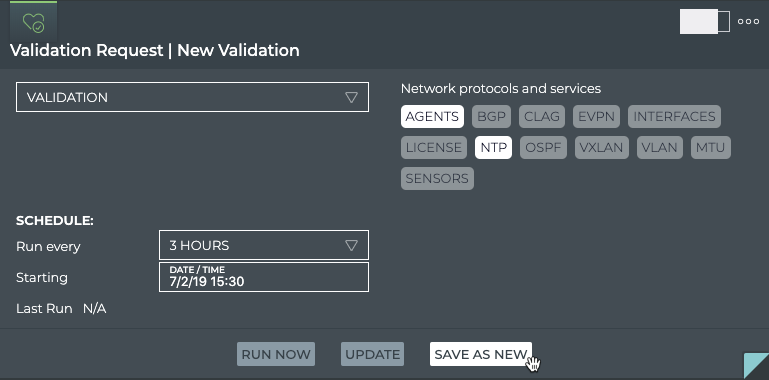 Validation Request | New Validation
VALIDATION
Network protocols and services
AGENTS BGP CLAG EVPN INTERFACES
LICENSE NTP OSPF VXLAN VLAN MTU
SENSORS
SCHEDULE:
Run every 3 HOURS
Starting DATE / TIME
7/2/19 15:30
Last Run N/A
RUN NOW UPDATE SAVE AS NEW